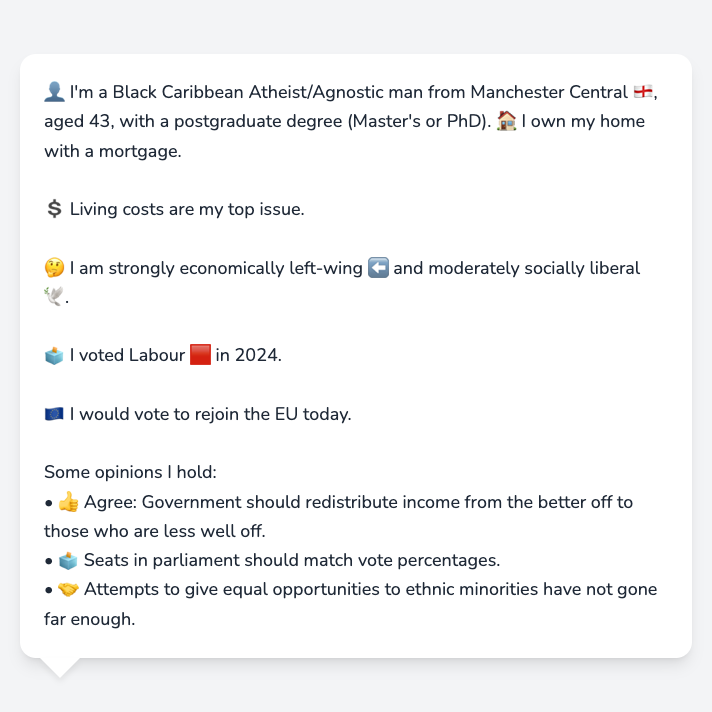 👤 I'm a Black Caribbean Atheist/Agnostic man from Manchester Central 🏴󠁧󠁢󠁥󠁮󠁧󠁿,
aged 43, with a postgraduate degree (Master's or PhD). 🏠 I own my home
with a mortgage.
💲 Living costs are my top issue.
🤔 I am strongly economically left-wing ⬅️ and moderately socially liberal
🕊️.
🗳️ I voted Labour 🟥 in 2024.
🇪🇺 I would vote to rejoin the EU today.
Some opinions I hold:
• 👍 Agree: Government should redistribute income from the better off to
those who are less well off.
• 🗳️ Seats in parliament should match vote percentages.
• 🤝 Attempts to give equal opportunities to ethnic minorities have not gone
far enough.